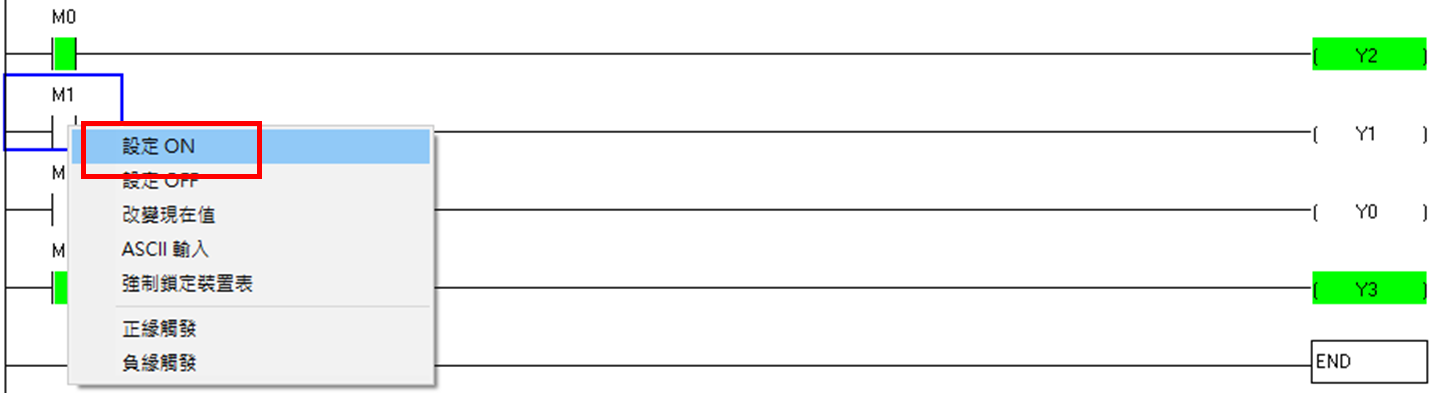 M0
( Y2 )
M1
( Y1 )
設定 ON
M
設定 OFF
( Y0 )
改變現在值
ASCII 輸入
M
強制鎖定裝置表
( Y3 )
正緣觸發
負緣觸發
END